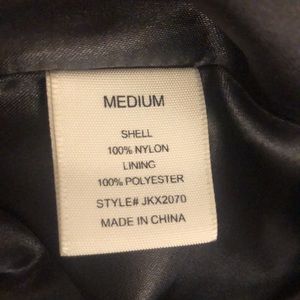 MEDIUM
SHELL
100% NYLON
LINING
100% POLYESTER
STYLE# JKX2070
MADE IN CHINA